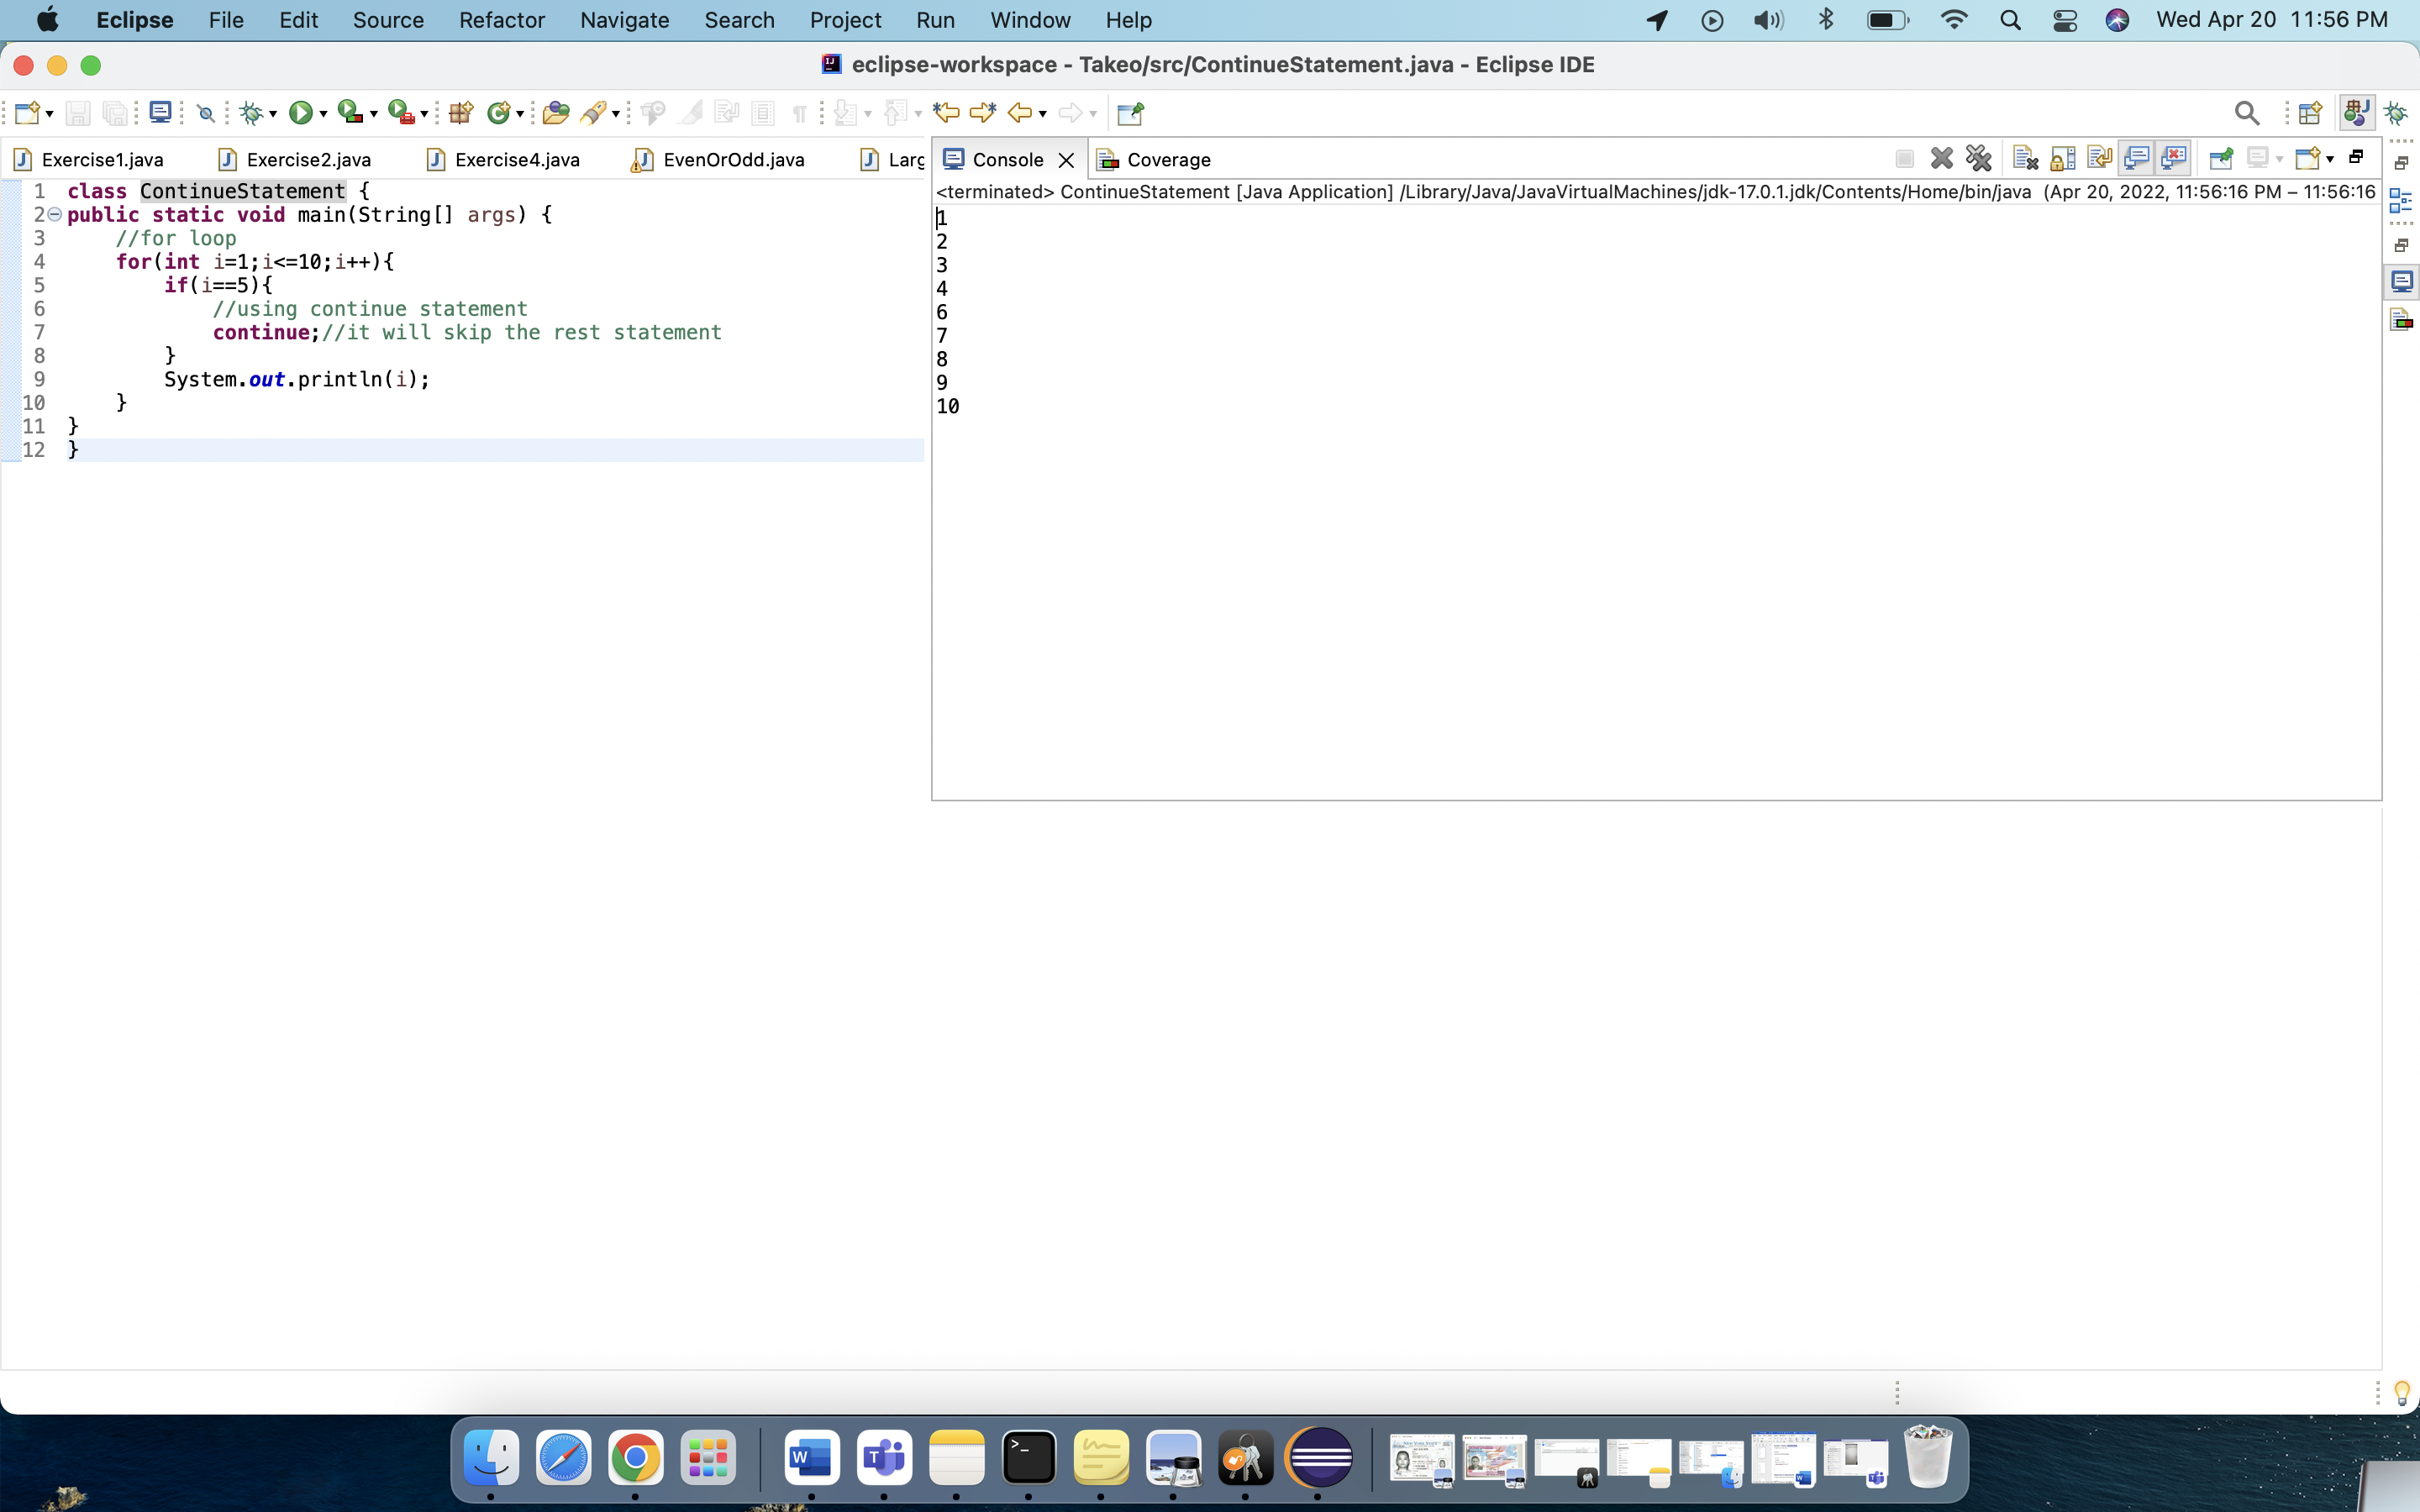 Eclipse File Edit Source Refactor Navigate Search Project Run Window Help Wed Apr 20 11:56 PM
eclipse-workspace - Takeo/src/ContinueStatement.java - Eclipse IDE
Exercise1.java Exercise2.java Exercise4.java EvenOrOdd.java Larg
1 class ContinueStatement {
2 public static void main(String[] args) {
3 //for loop
4 for(int i=1;i<=10;i++){
5 if(i==5){
6 //using continue statement
7 continue;//it will skip the rest statement
8 }
9 System.out.println(i);
10 }
11 }
12 }
Console Coverage
<terminated> ContinueStatement [Java Application] /Library/Java/JavaVirtualMachines/jdk-17.0.1.jdk/Contents/Home/bin/java (Apr 20, 2022, 11:56:16 PM – 11:56:16
1
2
3
4
6
7
8
9
10